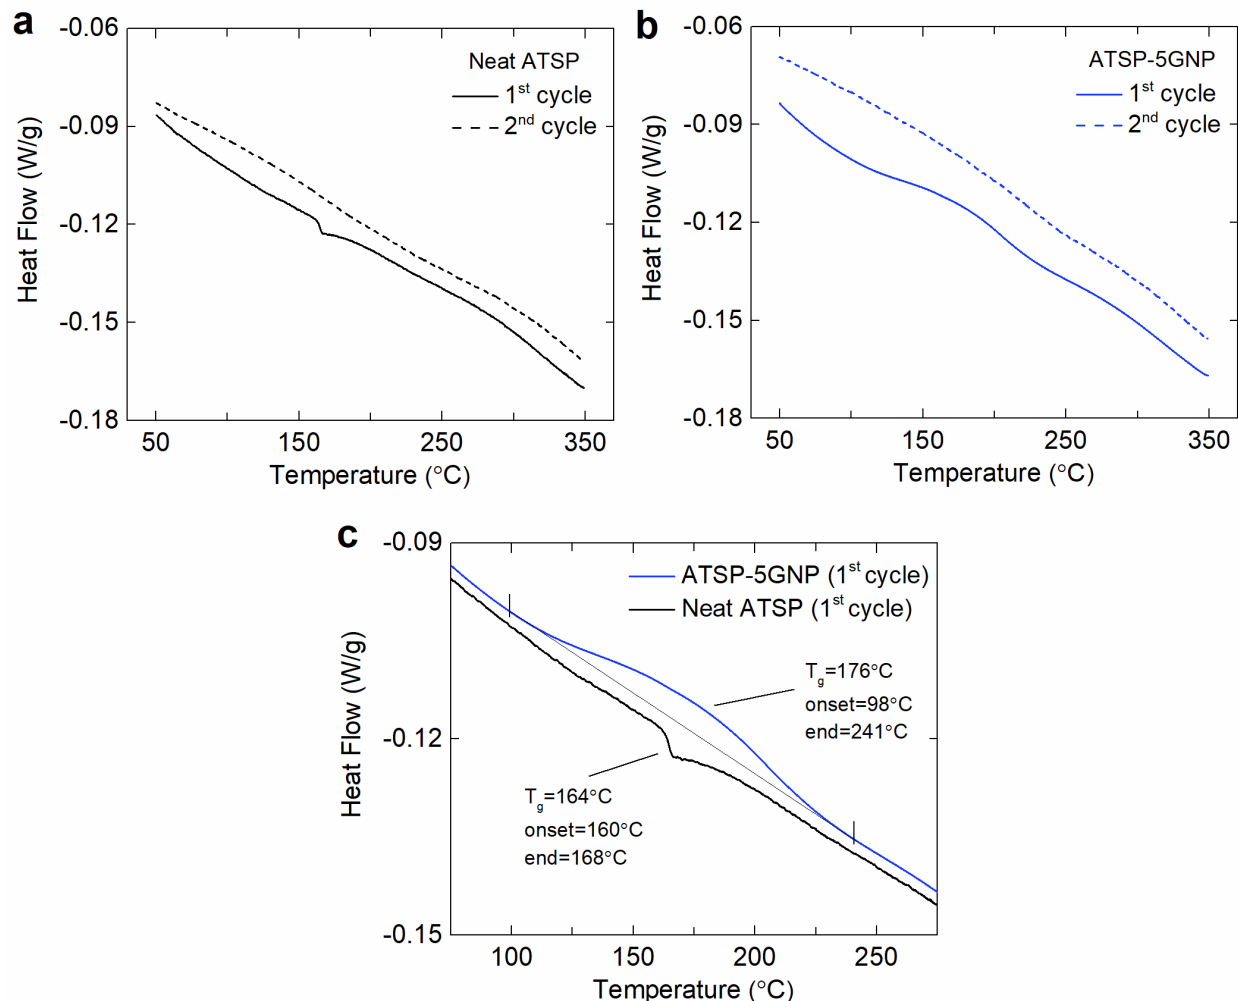 a
-0.06
-0.09
-0.12
-0.15
-0.18
Heat Flow (W/g)
Neat ATSP
1st cycle
2nd cycle
50
150
250
350
Temperature (°C)
b
-0.06
-0.09
-0.12
-0.15
-0.18
Heat Flow (W/g)
ATSP-5GNP
1st cycle
2nd cycle
50
150
250
350
Temperature (°C)
c
-0.09
-0.12
-0.15
Heat Flow (W/g)
ATSP-5GNP (1st cycle)
Neat ATSP (1st cycle)
Tg=176°C
onset=98°C
end=241°C
Tg=164°C
onset=160°C
end=168°C
100
150
200
250
Temperature (°C)